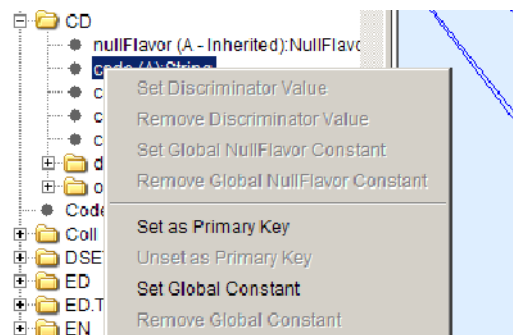 CD
nullFlavor (A - Inherited):NullFlavo
code (A):String
c
Set Discriminator Value
c
Remove Discriminator Value
c
Set Global NullFlavor Constant
d
o
Remove Global NullFlavor Constant
Code
Coll
Set as Primary Key
DSET
Unset as Primary Key
ED
Set Global Constant
ED.T
Remove Global Constant
EN